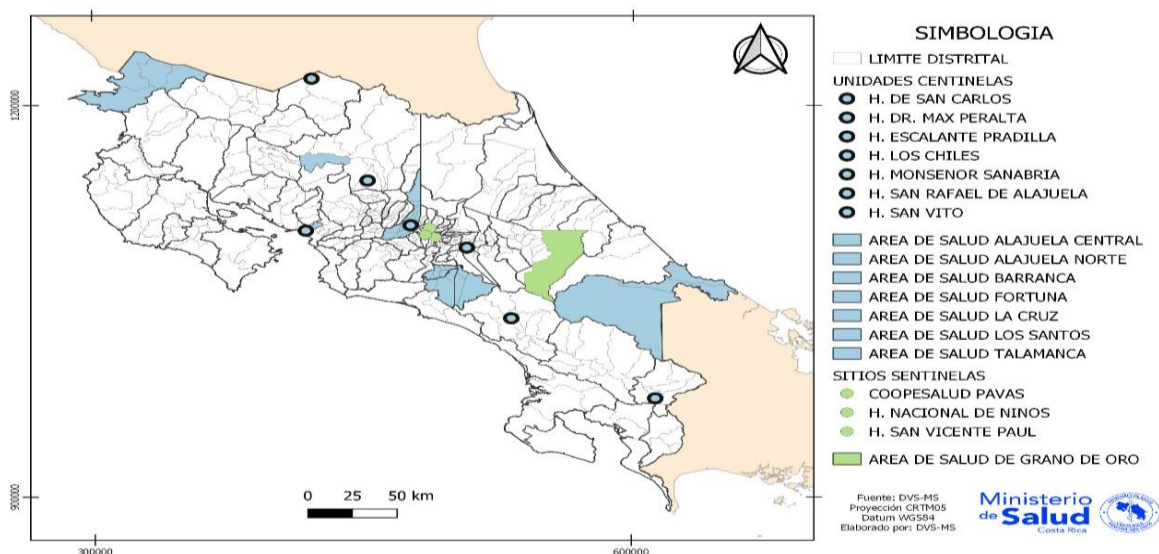 SIMBOLOGIA
LIMITE DISTRITAL
UNIDADES CENTINELAS
H. DE SAN CARLOS
H. DR. MAX PERALTA
H. ESCALANTE PRADILLA
H. LOS CHILES
H. MONSENOR SANABRIA
H. SAN RAFAEL DE ALAJUELA
H. SAN VITO
AREA DE SALUD ALAJUELA CENTRAL
AREA DE SALUD ALAJUELA NORTE
AREA DE SALUD BARRANCA
AREA DE SALUD FORTUNA
AREA DE SALUD LA CRUZ
AREA DE SALUD LOS SANTOS
AREA DE SALUD TALAMANCA
SITIOS SENTINELAS
COOPESALUD PAVAS
H. NACIONAL DE NINOS
H. SAN VICENTE PAUL
AREA DE SALUD DE GRANO DE ORO
1200000
900000
0 25 50 km
300000
600000
Fuente: DVS-MS
Proyección CRTM05
Datum WGS84
Elaborado por: DVS-MS
Ministerio
de Salud
Costa Rica